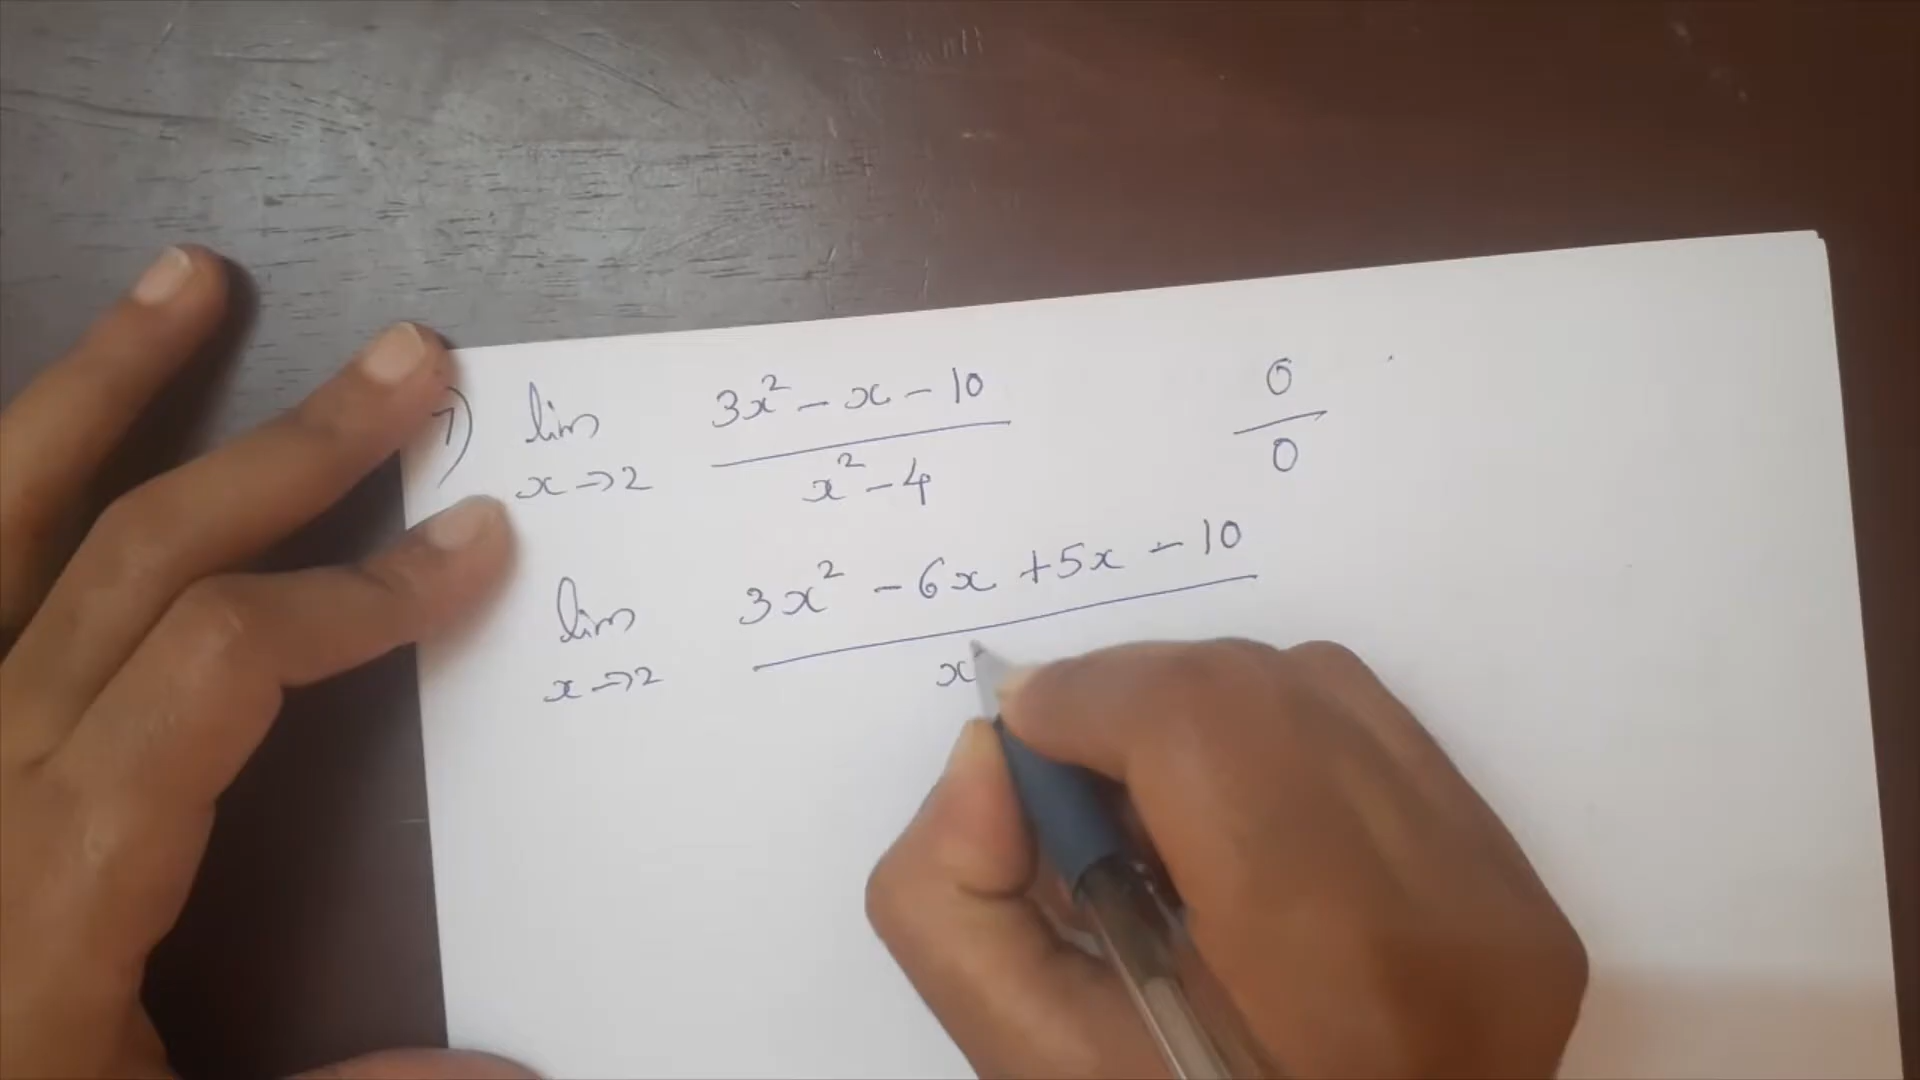 7) lim x→2 3x² - x - 10 / x² - 4
0 / 0
lim x→2 3x² - 6x + 5x - 10 / x